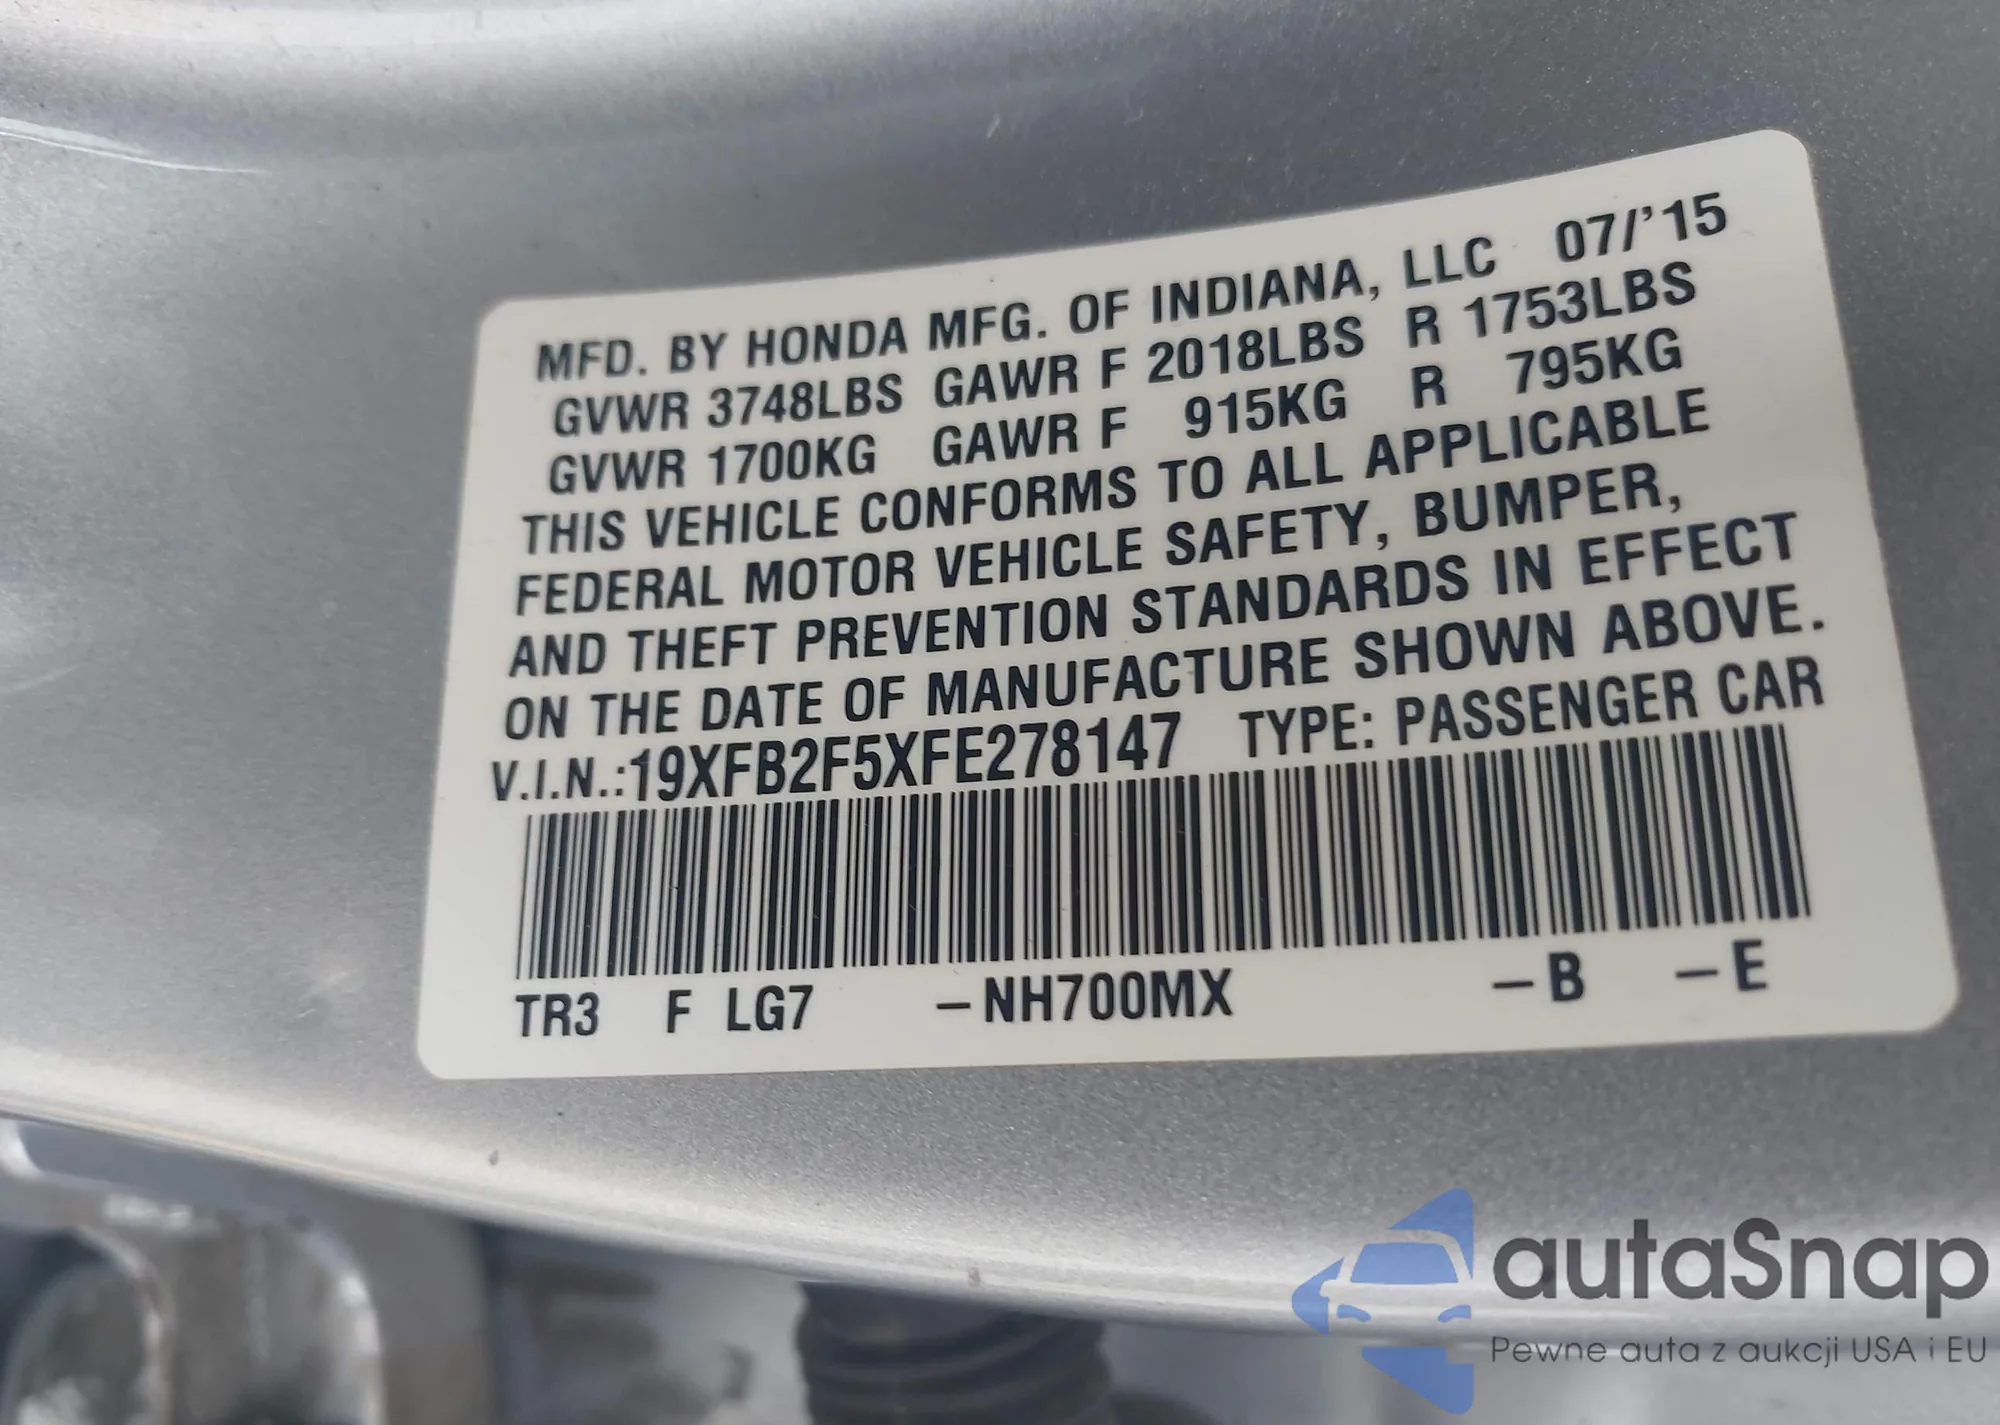 MFD. BY HONDA MFG. OF INDIANA, LLC 07/'15
GVWR 3748LBS GAWR F 2018LBS R 1753LBS
GVWR 1700KG GAWR F 915KG R 795KG
THIS VEHICLE CONFORMS TO ALL APPLICABLE
FEDERAL MOTOR VEHICLE SAFETY, BUMPER,
AND THEFT PREVENTION STANDARDS IN EFFECT
ON THE DATE OF MANUFACTURE SHOWN ABOVE.
V.I.N.:19XFB2F5XFE278147 TYPE: PASSENGER CAR
TR3 F LG7 –NH700MX –B –E
autaSnap
Pewne auta z aukcji USA i EU